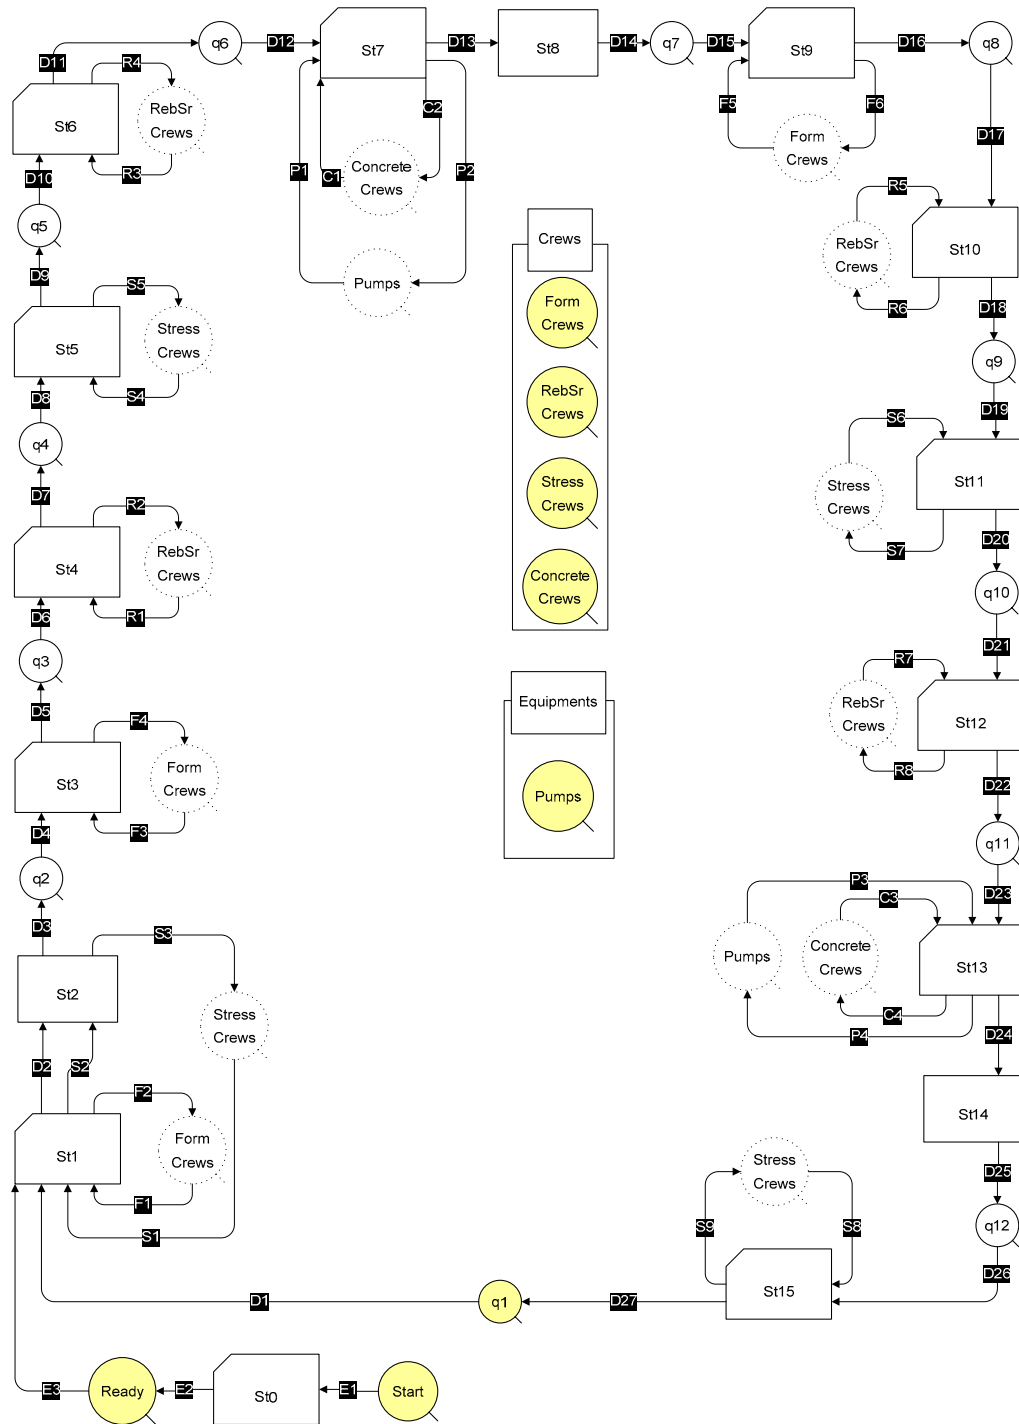 q6
D12
St7
D13
St8
D14
q7
D15
St9
D16
q8
D11
R4
St6
RebSr
Crews
R3
D10
C2
P1
C1
Concrete
Crews
P2
Pumps
F5
F6
Form
Crews
D17
R5
St10
RebSr
Crews
R6
D18
q5
D9
S5
St5
Stress
Crews
S4
D8
Crews
Form
Crews
RebSr
Crews
Stress
Crews
Concrete
Crews
q9
D19
S6
St11
Stress
Crews
S7
D20
q4
D7
R2
St4
RebSr
Crews
R1
D6
q10
D21
R7
St12
RebSr
Crews
R8
D22
q3
D5
F4
St3
Form
Crews
F3
D4
Equipments
Pumps
q11
D23
P3
C3
Pumps
Concrete
Crews
St13
C4
P4
D24
q2
D3
S3
St2
Stress
Crews
D2
S2
F2
St1
Form
Crews
F1
S1
St14
D25
Stress
Crews
S9
S8
q12
D26
St15
D27
q1
D1
E3
Ready
E2
St0
E1
Start